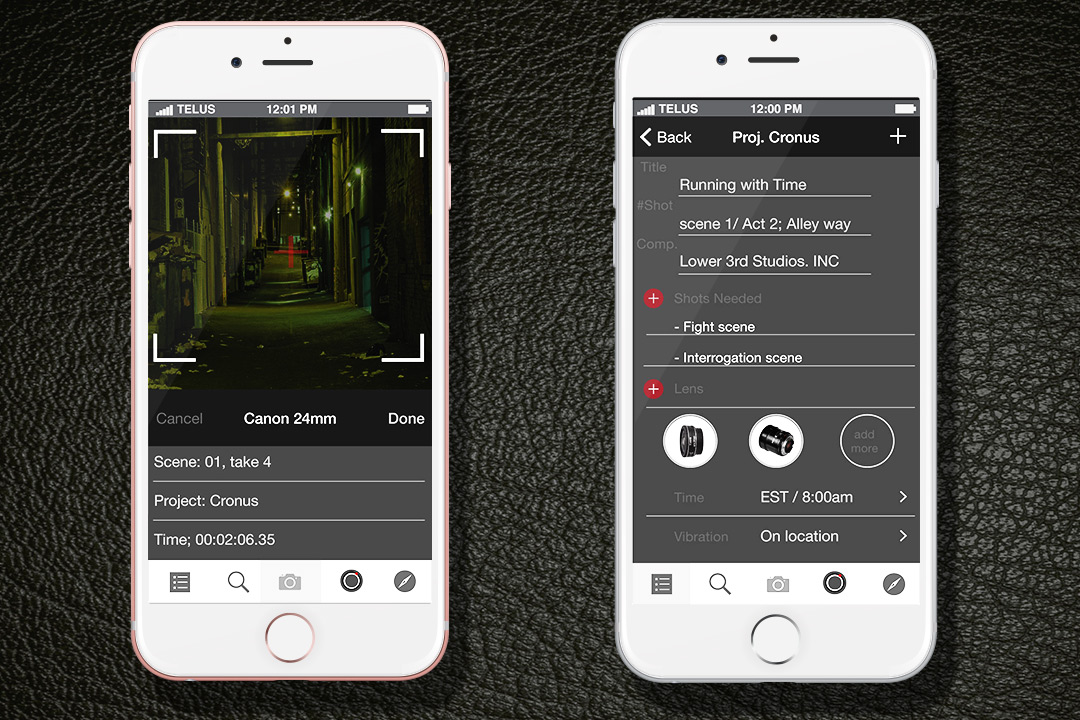 TELUS 12:01 PM
Cancel Canon 24mm Done
Scene: 01, take 4
Project: Cronus
Time; 00:02:06.35
TELUS 12:00 PM
Back Proj. Cronus
Title
Running with Time
#Shot
scene 1/ Act 2; Alley way
Comp.
Lower 3rd Studios. INC
Shots Needed
- Fight scene
- Interrogation scene
Lens
add
more
Time EST / 8:00am
Vibration On location